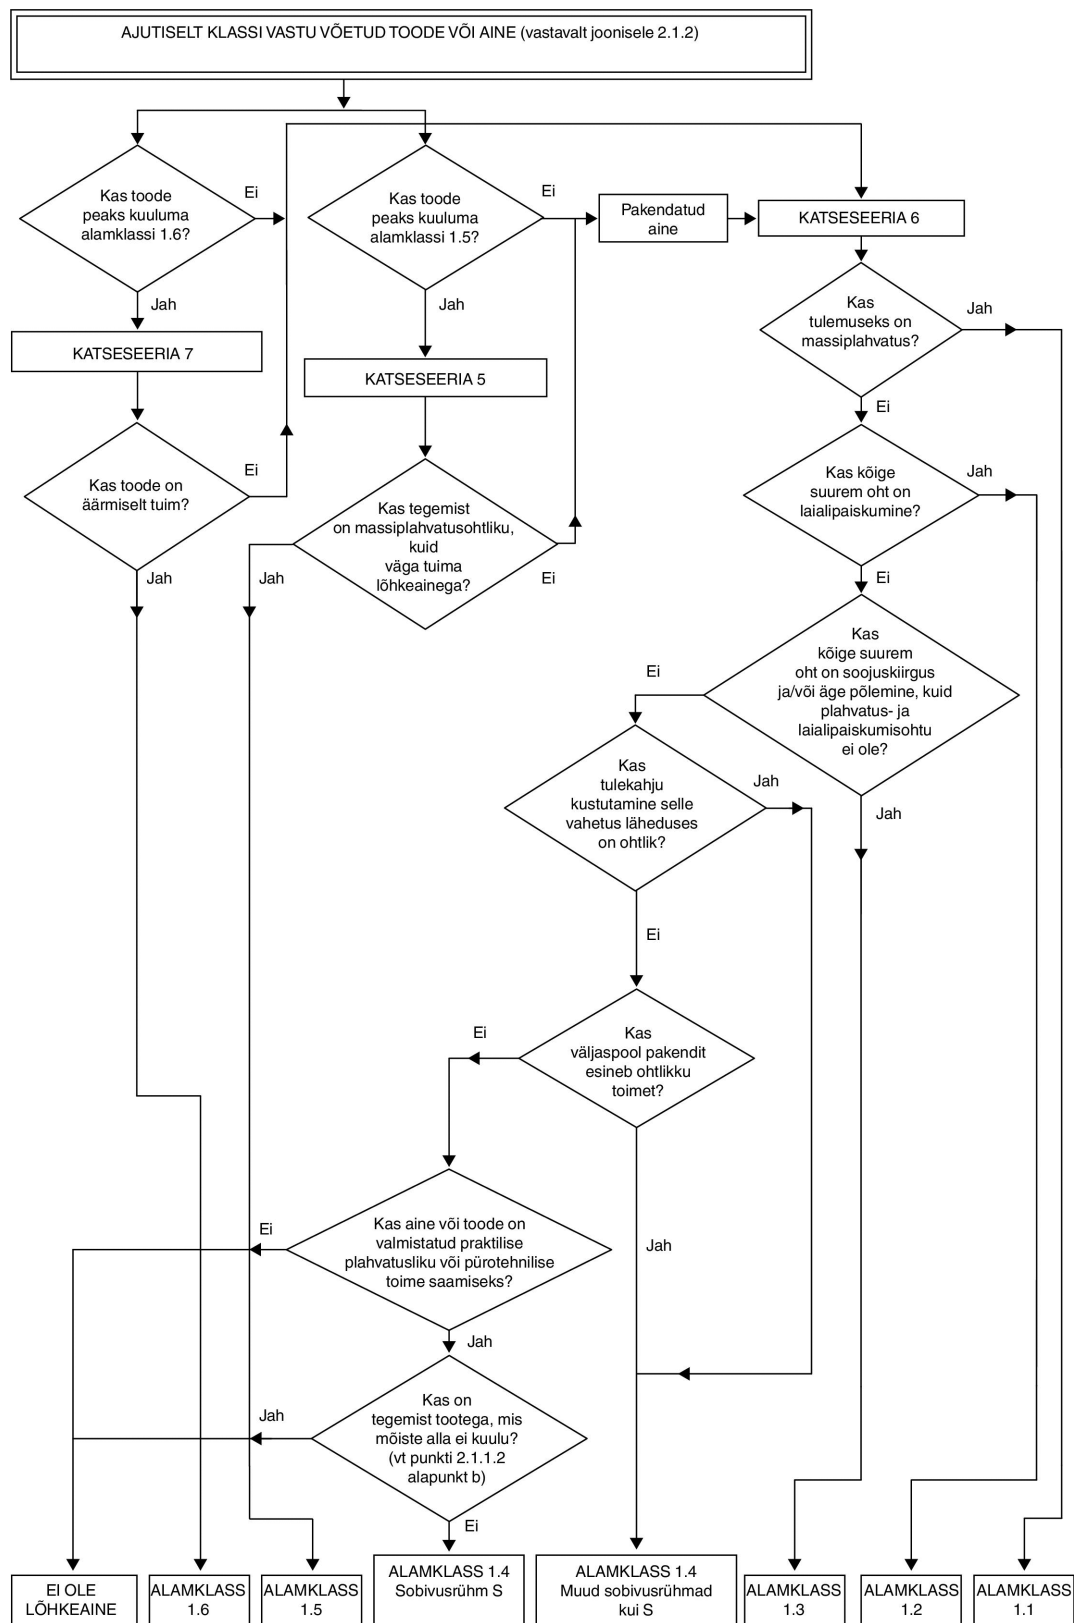 AJUTISELT KLASSI VASTU VÕETUD TOODE VÕI AINE (vastavalt joonisele 2.1.2)
Kas toode
peaks kuuluma
alamklassi 1.6?
Ei
Jah
Kas toode
peaks kuuluma
alamklassi 1.5?
Ei
Jah
Pakendatud
aine
KATSESEERIA 6
KATSESEERIA 7
KATSESEERIA 5
Kas
tulemuseks on
massiplahvatus?
Jah
Ei
Kas toode on
äärmiselt tuim?
Ei
Jah
Kas tegemist
on massiplahvatusohtliku,
kuid
väga tuima
lõhkeainega?
Jah
Ei
Kas kõige
suurem oht on
laialipaiskumine?
Jah
Ei
Kas
kõige suurem
oht on soojuskiirgus
ja/või äge põlemine, kuid
plahvatus- ja
laialipaiskumisohtu
ei ole?
Ei
Jah
Kas
tulekahju
kustutamine selle
vahetus läheduses
on ohtlik?
Jah
Ei
Kas
väljaspool pakendit
esineb ohtlikku
toimet?
Ei
Jah
Kas aine või toode on
valmistatud praktilise
plahvatusliku või pürotehnilise
toime saamiseks?
Ei
Jah
Kas on
tegemist tootega, mis
mõiste alla ei kuulu?
(vt punkti 2.1.1.2
alapunkt b)
Jah
Ei
EI OLE
LÕHKEAINE
ALAMKLASS
1.6
ALAMKLASS
1.5
ALAMKLASS 1.4
Sobivusrühm S
ALAMKLASS 1.4
Muud sobivusrühmad
kui S
ALAMKLASS
1.3
ALAMKLASS
1.2
ALAMKLASS
1.1